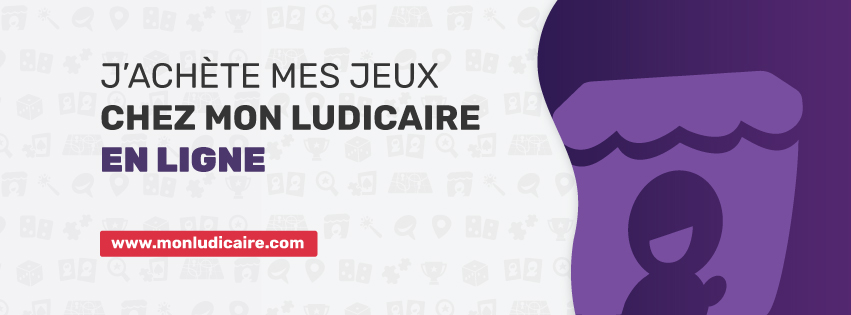 J'ACHÈTE MES JEUX
CHEZ MON LUDICAIRE
EN LIGNE
www.monludicaire.com